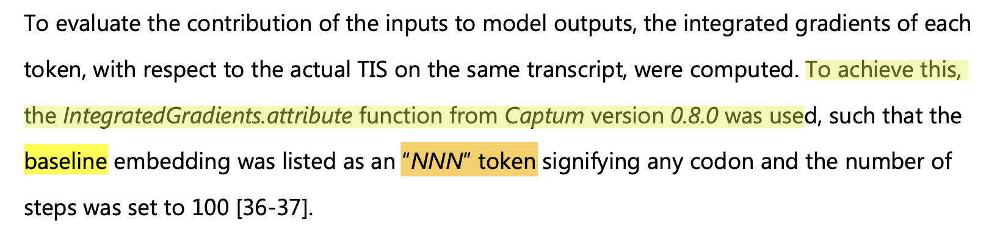 To evaluate the contribution of the inputs to model outputs, the integrated gradients of each
token, with respect to the actual TIS on the same transcript, were computed. To achieve this,
the IntegratedGradients.attribute function from Captum version 0.8.0 was used, such that the
baseline embedding was listed as an “NNN” token signifying any codon and the number of
steps was set to 100 [36-37].